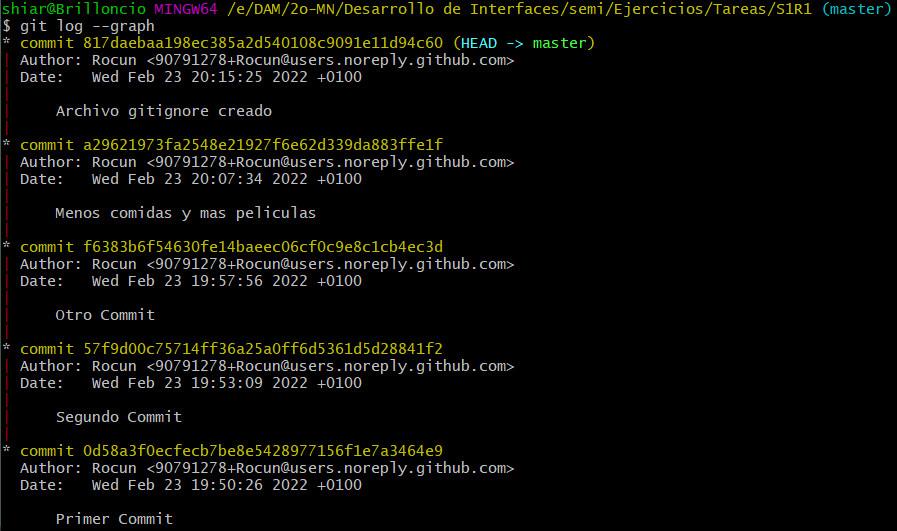 shiar@Brilloncio MINGW64 /e/DAM/2o-MN/Desarrollo de Interfaces/semi/Ejercicios/Tareas/S1R1 (master)
$ git log --graph
* commit 817daebaa198ec385a2d540108c9091e11d94c60 (HEAD -> master)
| Author: Rocun <90791278+Rocun@users.noreply.github.com>
| Date:   Wed Feb 23 20:15:25 2022 +0100
|
|     Archivo gitignore creado
|
* commit a29621973fa2548e21927f6e62d339da883ffe1f
| Author: Rocun <90791278+Rocun@users.noreply.github.com>
| Date:   Wed Feb 23 20:07:34 2022 +0100
|
|     Menos comidas y mas peliculas
|
* commit f6383b6f54630fe14baeec06cf0c9e8c1cb4ec3d
| Author: Rocun <90791278+Rocun@users.noreply.github.com>
| Date:   Wed Feb 23 19:57:56 2022 +0100
|
|     Otro Commit
|
* commit 57f9d00c75714ff36a25a0ff6d5361d5d28841f2
| Author: Rocun <90791278+Rocun@users.noreply.github.com>
| Date:   Wed Feb 23 19:53:09 2022 +0100
|
|     Segundo Commit
|
* commit 0d58a3f0ecfecb7be8e5428977156f1e7a3464e9
  Author: Rocun <90791278+Rocun@users.noreply.github.com>
  Date:   Wed Feb 23 19:50:26 2022 +0100

      Primer Commit